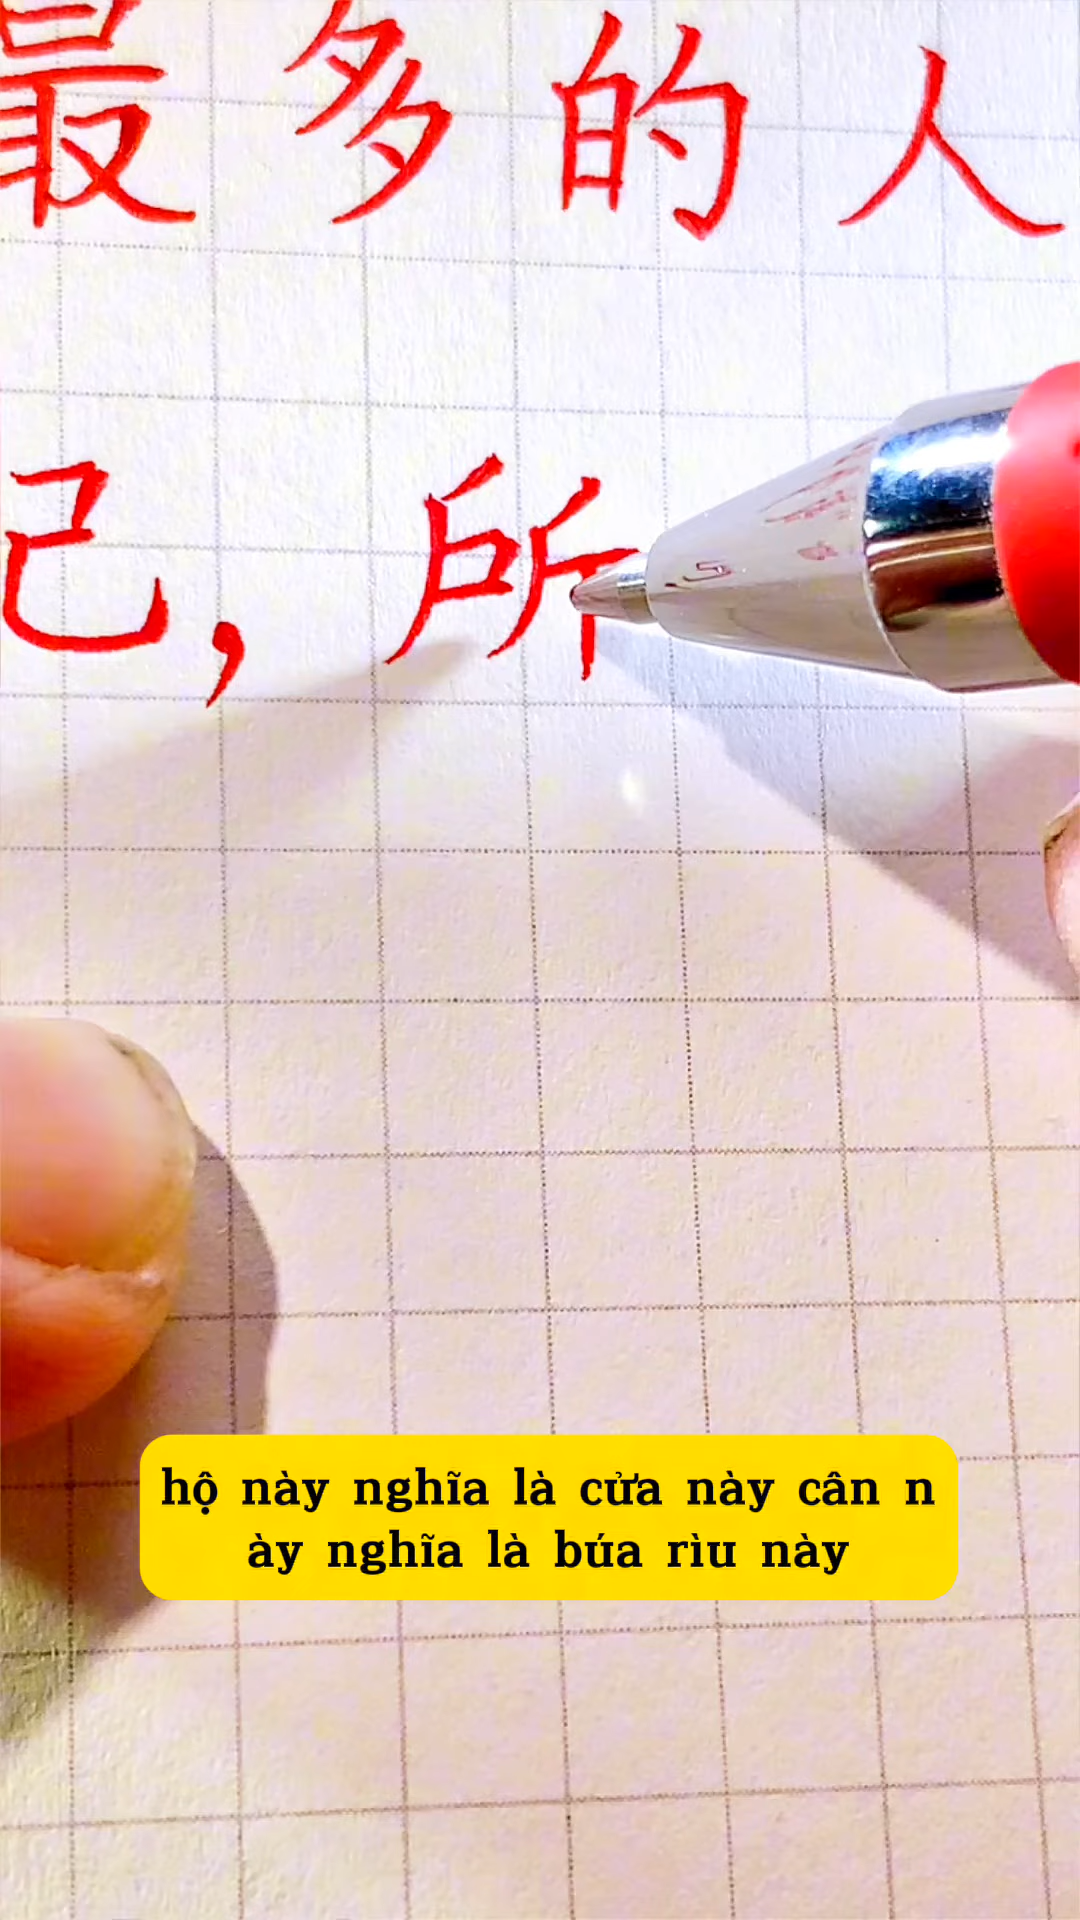 最多的人
己，所
hộ này nghĩa là cửa này cân n
ày nghĩa là búa rìu này